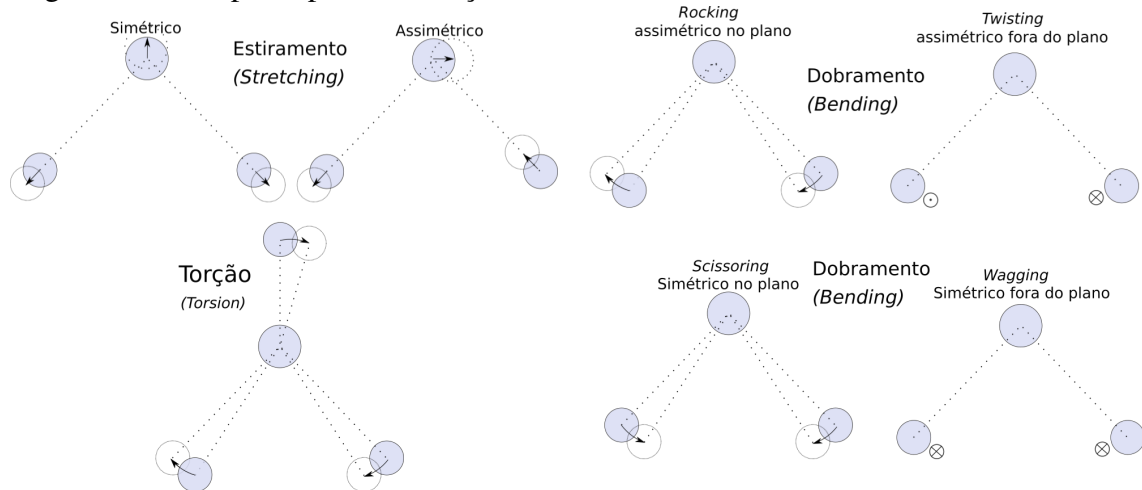 Simétrico
Estiramento
(Stretching)
Assimétrico
Rocking
assimétrico no plano
Dobramento
(Bending)
Twisting
assimétrico fora do plano
Torção
(Torsion)
Scissoring
Simétrico no plano
Dobramento
(Bending)
Wagging
Simétrico fora do plano